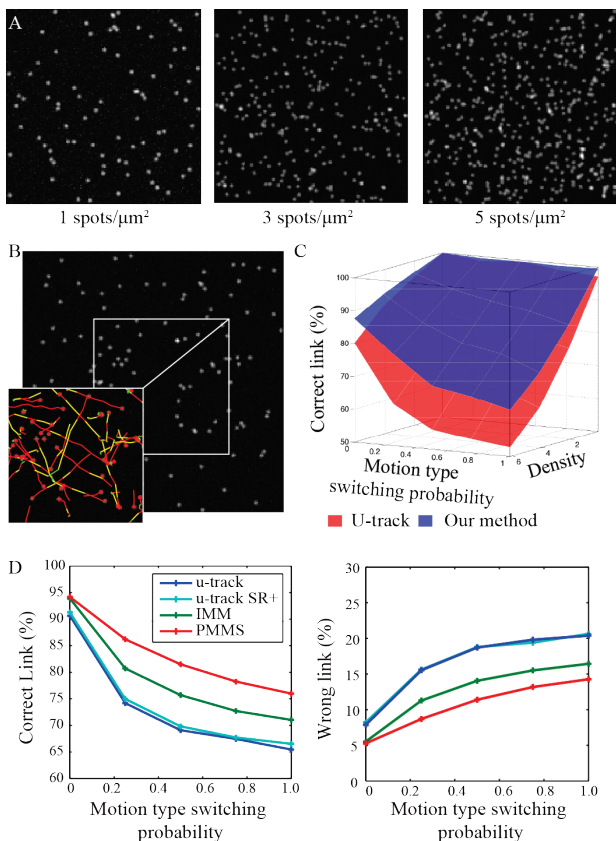 A
1 spots/μm²
3 spots/μm²
5 spots/μm²
B
C
Correct link (%)
100
90
80
70
60
50
0
0.2
0.4
0.6
0.8
1
6
4
2
Motion type
switching probability
Density
U-track
Our method
D
Correct Link (%)
100
95
90
85
80
75
70
65
60
0
0.2
0.4
0.6
0.8
1.0
Motion type switching
probability
u-track
u-track SR+
IMM
PMMS
Wrong link (%)
30
25
20
15
10
5
0
0
0.2
0.4
0.6
0.8
1.0
Motion type switching
probability